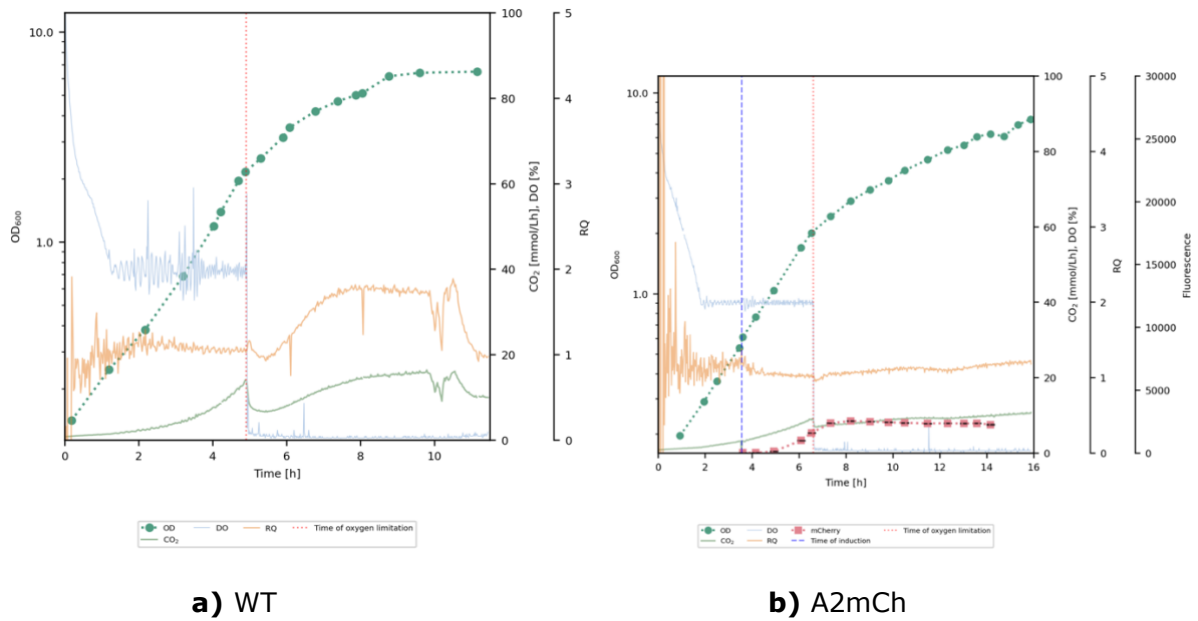 10.0
1.0
OD600
0
2
4
6
8
10
Time [h]
100
80
60
40
20
0
CO2 [mmol/Lh], DO [%]
5
4
3
2
1
0
RQ
OD
DO
RQ
Time of oxygen limitation
CO2
a) WT
10.0
1.0
OD600
0
2
4
6
8
10
12
14
16
Time [h]
100
80
60
40
20
0
CO2 [mmol/Lh], DO [%]
5
4
3
2
1
0
RQ
30000
25000
20000
15000
10000
5000
0
Fluorescence
OD
DO
mCherry
Time of oxygen limitation
CO2
RQ
Time of induction
b) A2mCh